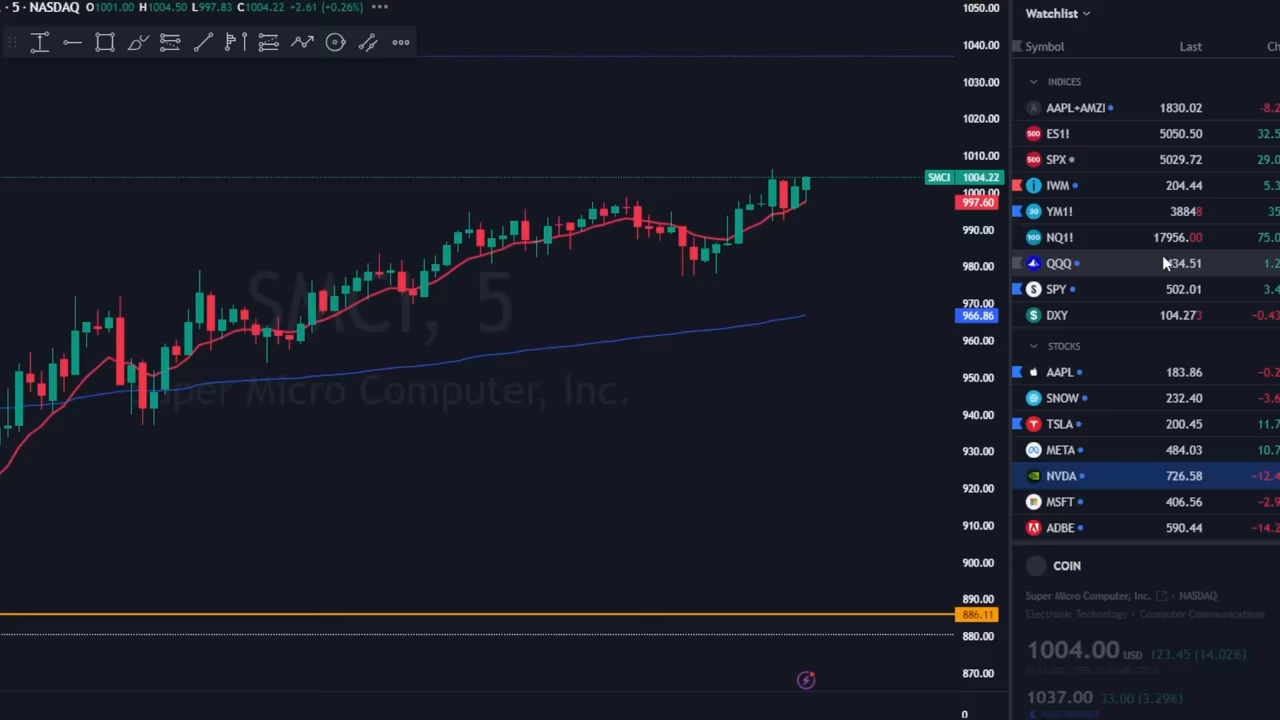 · 5 · NASDAQ O1001.00 H1004.50 L997.83 C1004.22 +2.61 (+0.26%) •••
1050.00
1040.00
1030.00
1020.00
1010.00
SMCI 1004.22
1000.00
997.60
990.00
980.00
970.00
966.86
960.00
950.00
940.00
930.00
920.00
910.00
900.00
890.00
886.11
880.00
870.00
0
SMCI, 5
Super Micro Computer, Inc.
Watchlist
Symbol Last Ch
INDICES
AAPL+AMZI 1830.02 -8.2
ES1! 5050.50 32.5
SPX 5029.72 29.0
IWM 204.44 5.3
YM1! 38848 35
NQ1! 17956.00 75.0
QQQ 34.51 1.2
SPY 502.01 3.4
DXY 104.273 -0.43
STOCKS
AAPL 183.86 -0.2
SNOW 232.40 -3.6
TSLA 200.45 11.7
META 484.03 10.7
NVDA 726.58 -12.4
MSFT 406.56 -2.9
ADBE 590.44 -14.2
COIN
Super Micro Computer, Inc. · NASDAQ
Electronic Technology · Computer Communications
1004.00 USD 123.45 (14.02%)
1037.00 33.00 (3.29%)